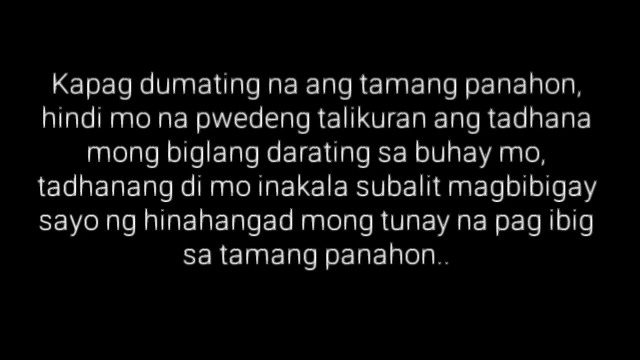 Kapag dumating na ang tamang panahon,
hindi mo na pwedeng talikuran ang tadhana
mong biglang darating sa buhay mo,
tadhanang di mo inakala subalit magbibigay
sayo ng hinahangad mong tunay na pag ibig
sa tamang panahon..